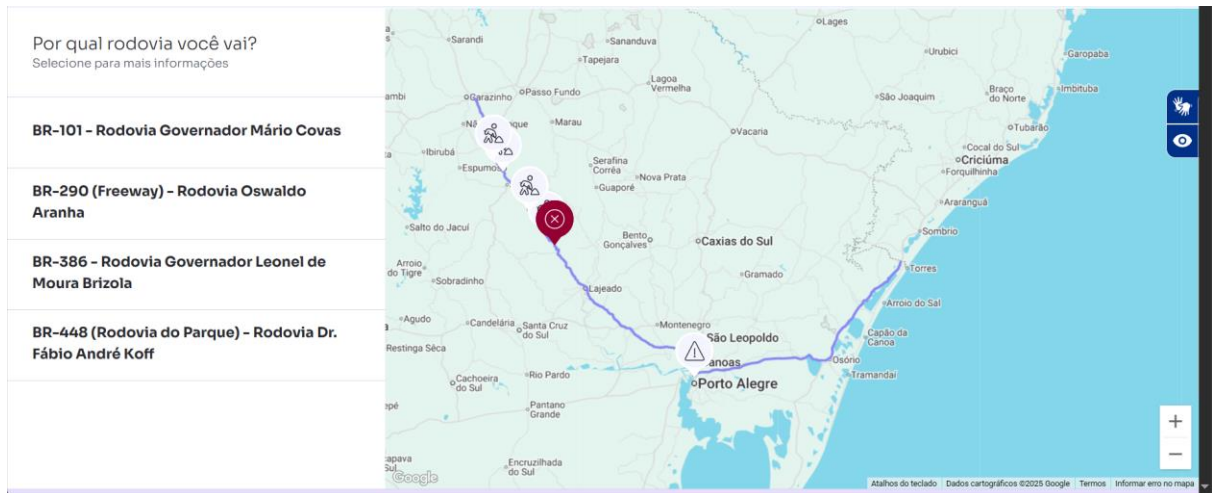 Por qual rodovia você vai?
Selecione para mais informações
BR-101 - Rodovia Governador Mário Covas
BR-290 (Freeway) - Rodovia Oswaldo
Aranha
BR-386 - Rodovia Governador Leonel de
Moura Brizola
BR-448 (Rodovia do Parque) - Rodovia Dr.
Fábio André Koff
Lages
Sarandi
Sananduva
Urubici
Garopaba
Tapejara
Lagoa
Vermelha
Carazinho
Passo Fundo
São Joaquim
Braço
do Norte
Imbituba
Marau
Vacaria
Tubarão
Ibirubá
Cocal do Sul
Criciúma
Espumos
Serafina
Corrêa
Nova Prata
Forquilhinha
Guaporé
Araranguá
Salto do Jacuí
Bento
Gonçalves
Caxias do Sul
Sombrio
Arroio
do Tigre
Sobradinho
Gramado
Torres
Lajeado
Arroio do Sal
Agudo
Candelária
Santa Cruz
do Sul
Montenegro
São Leopoldo
Capão da
Canoa
Restinga Sêca
anoas
Osório
Cachoeira
do Sul
Rio Pardo
Porto Alegre
Tramandaí
Pantano
Grande
Encruzilhada
do Sul
Google
Atalhos do teclado
Dados cartográficos ©2025 Google
Termos
Informar erro no mapa